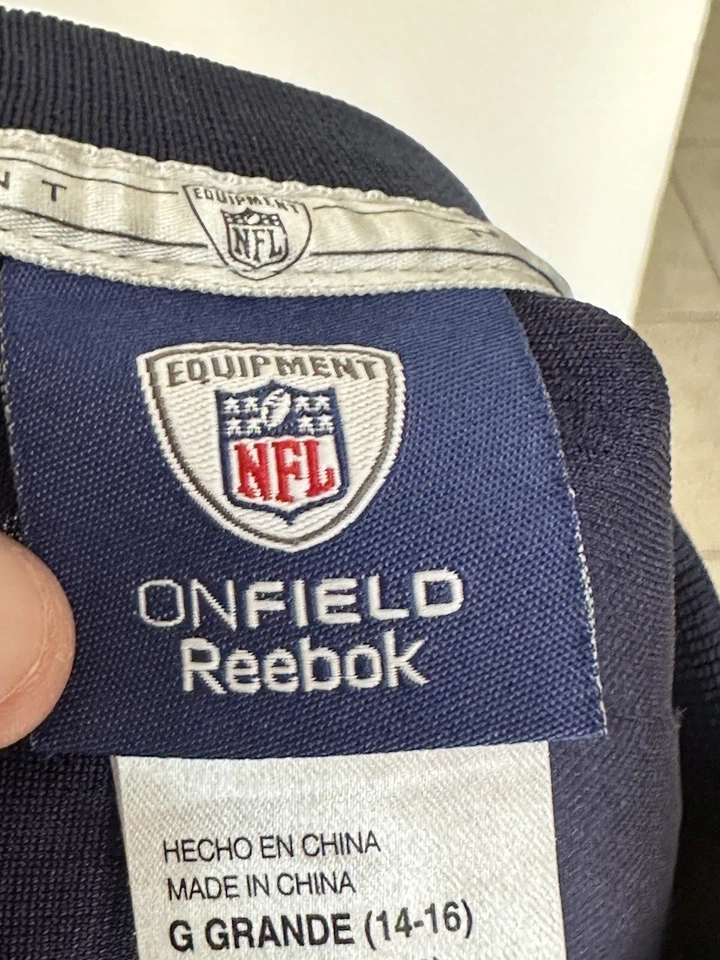 N T
EQUIPMENT
NFL
EQUIPMENT
NFL
ONFIELD
Reebok
HECHO EN CHINA
MADE IN CHINA
G GRANDE (14-16)